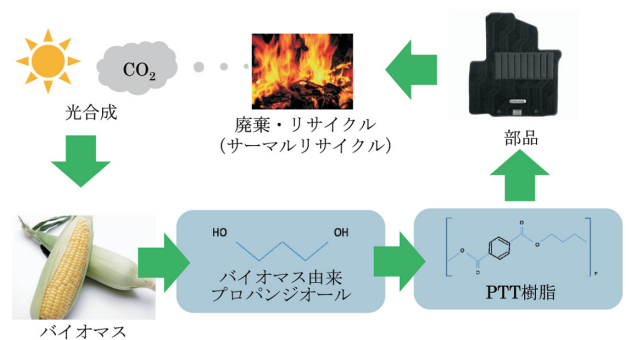 CO₂
光合成
廃棄・リサイクル
(サーマルリサイクル)
部品
HO
OH
バイオマス由来
プロパンジオール
O
O
O
O
n
PTT樹脂
バイオマス